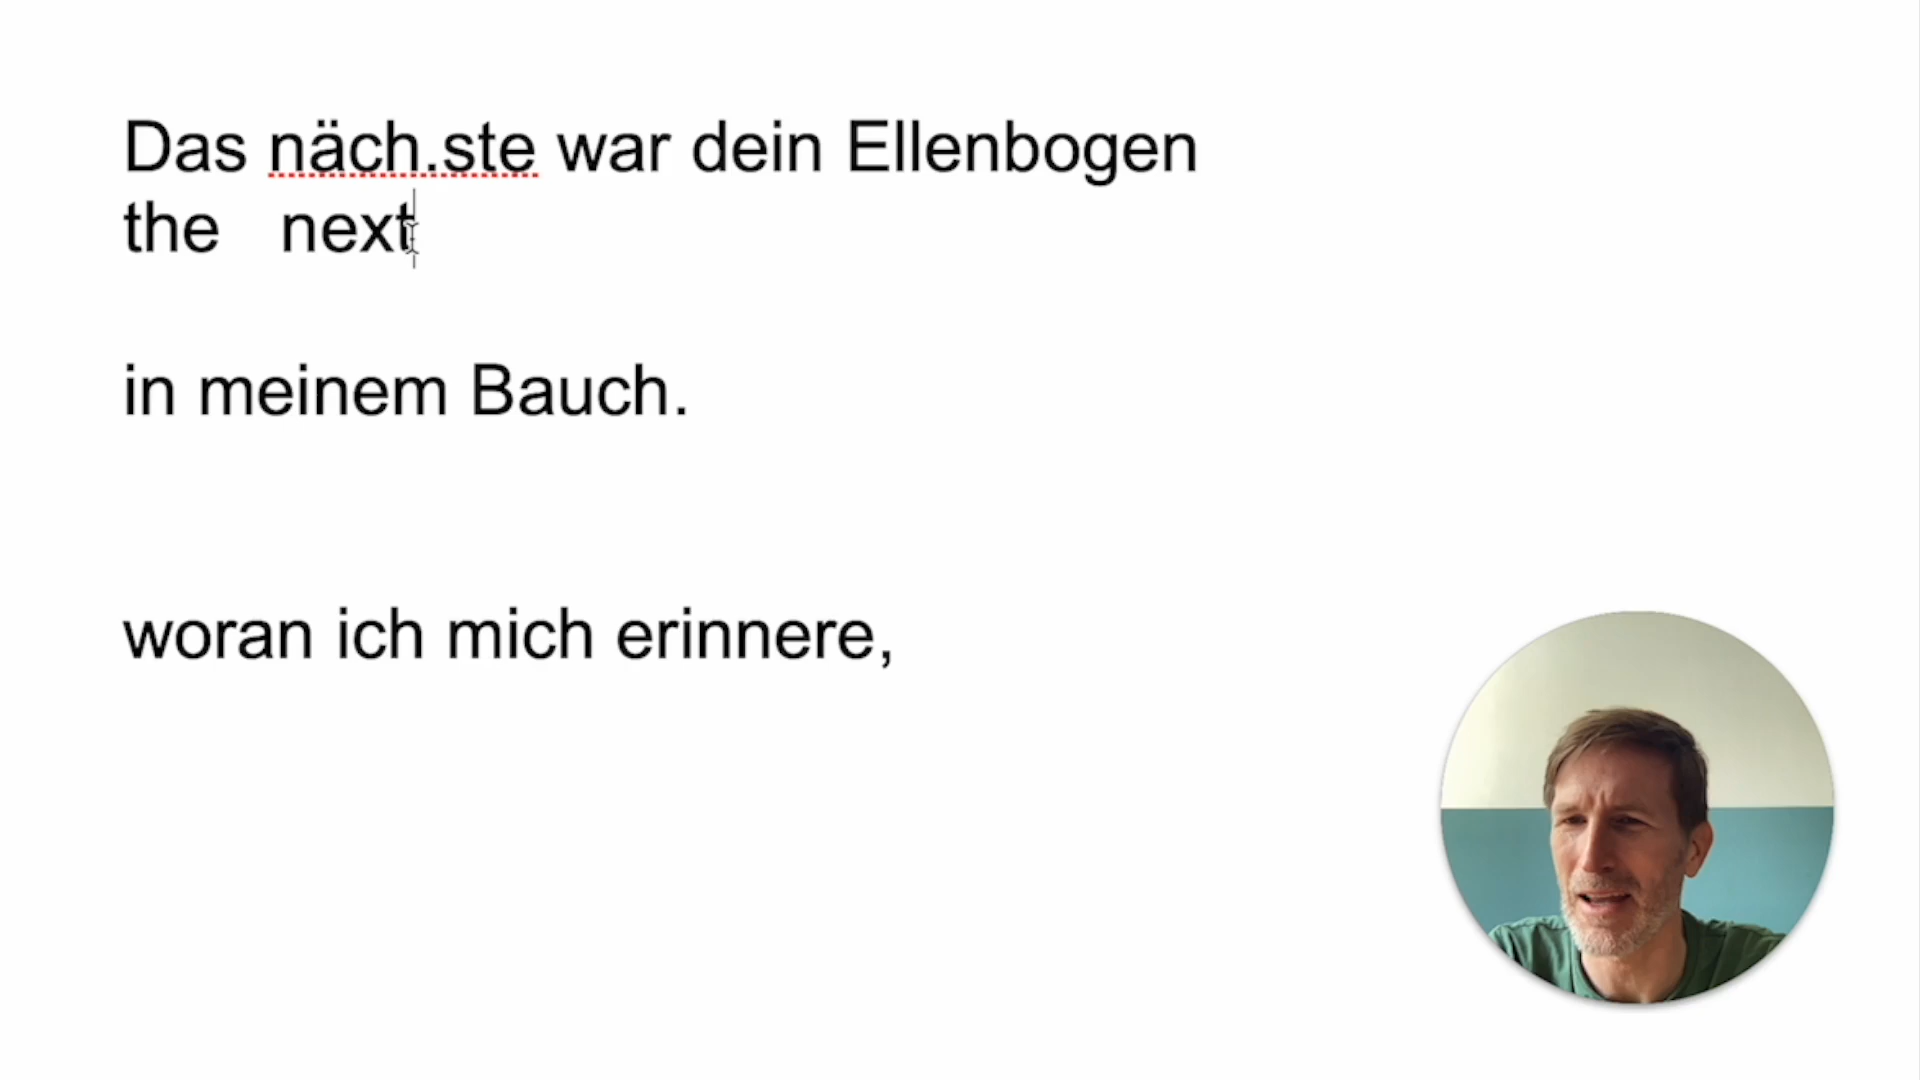 Das näch.ste war dein Ellenbogen
the next
in meinem Bauch.
woran ich mich erinnere,